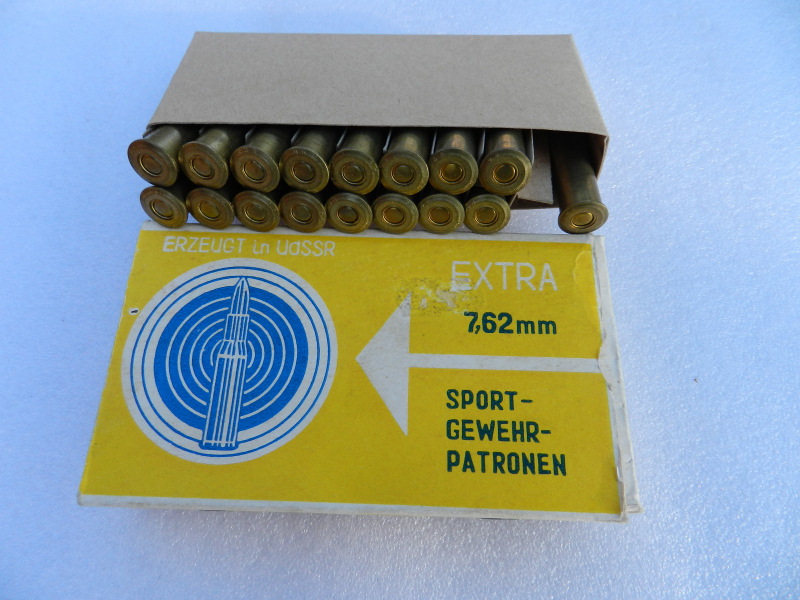 ERZEUGT in UdSSR
EXTRA
7,62mm
SPORT-
GEWEHR-
PATRONEN